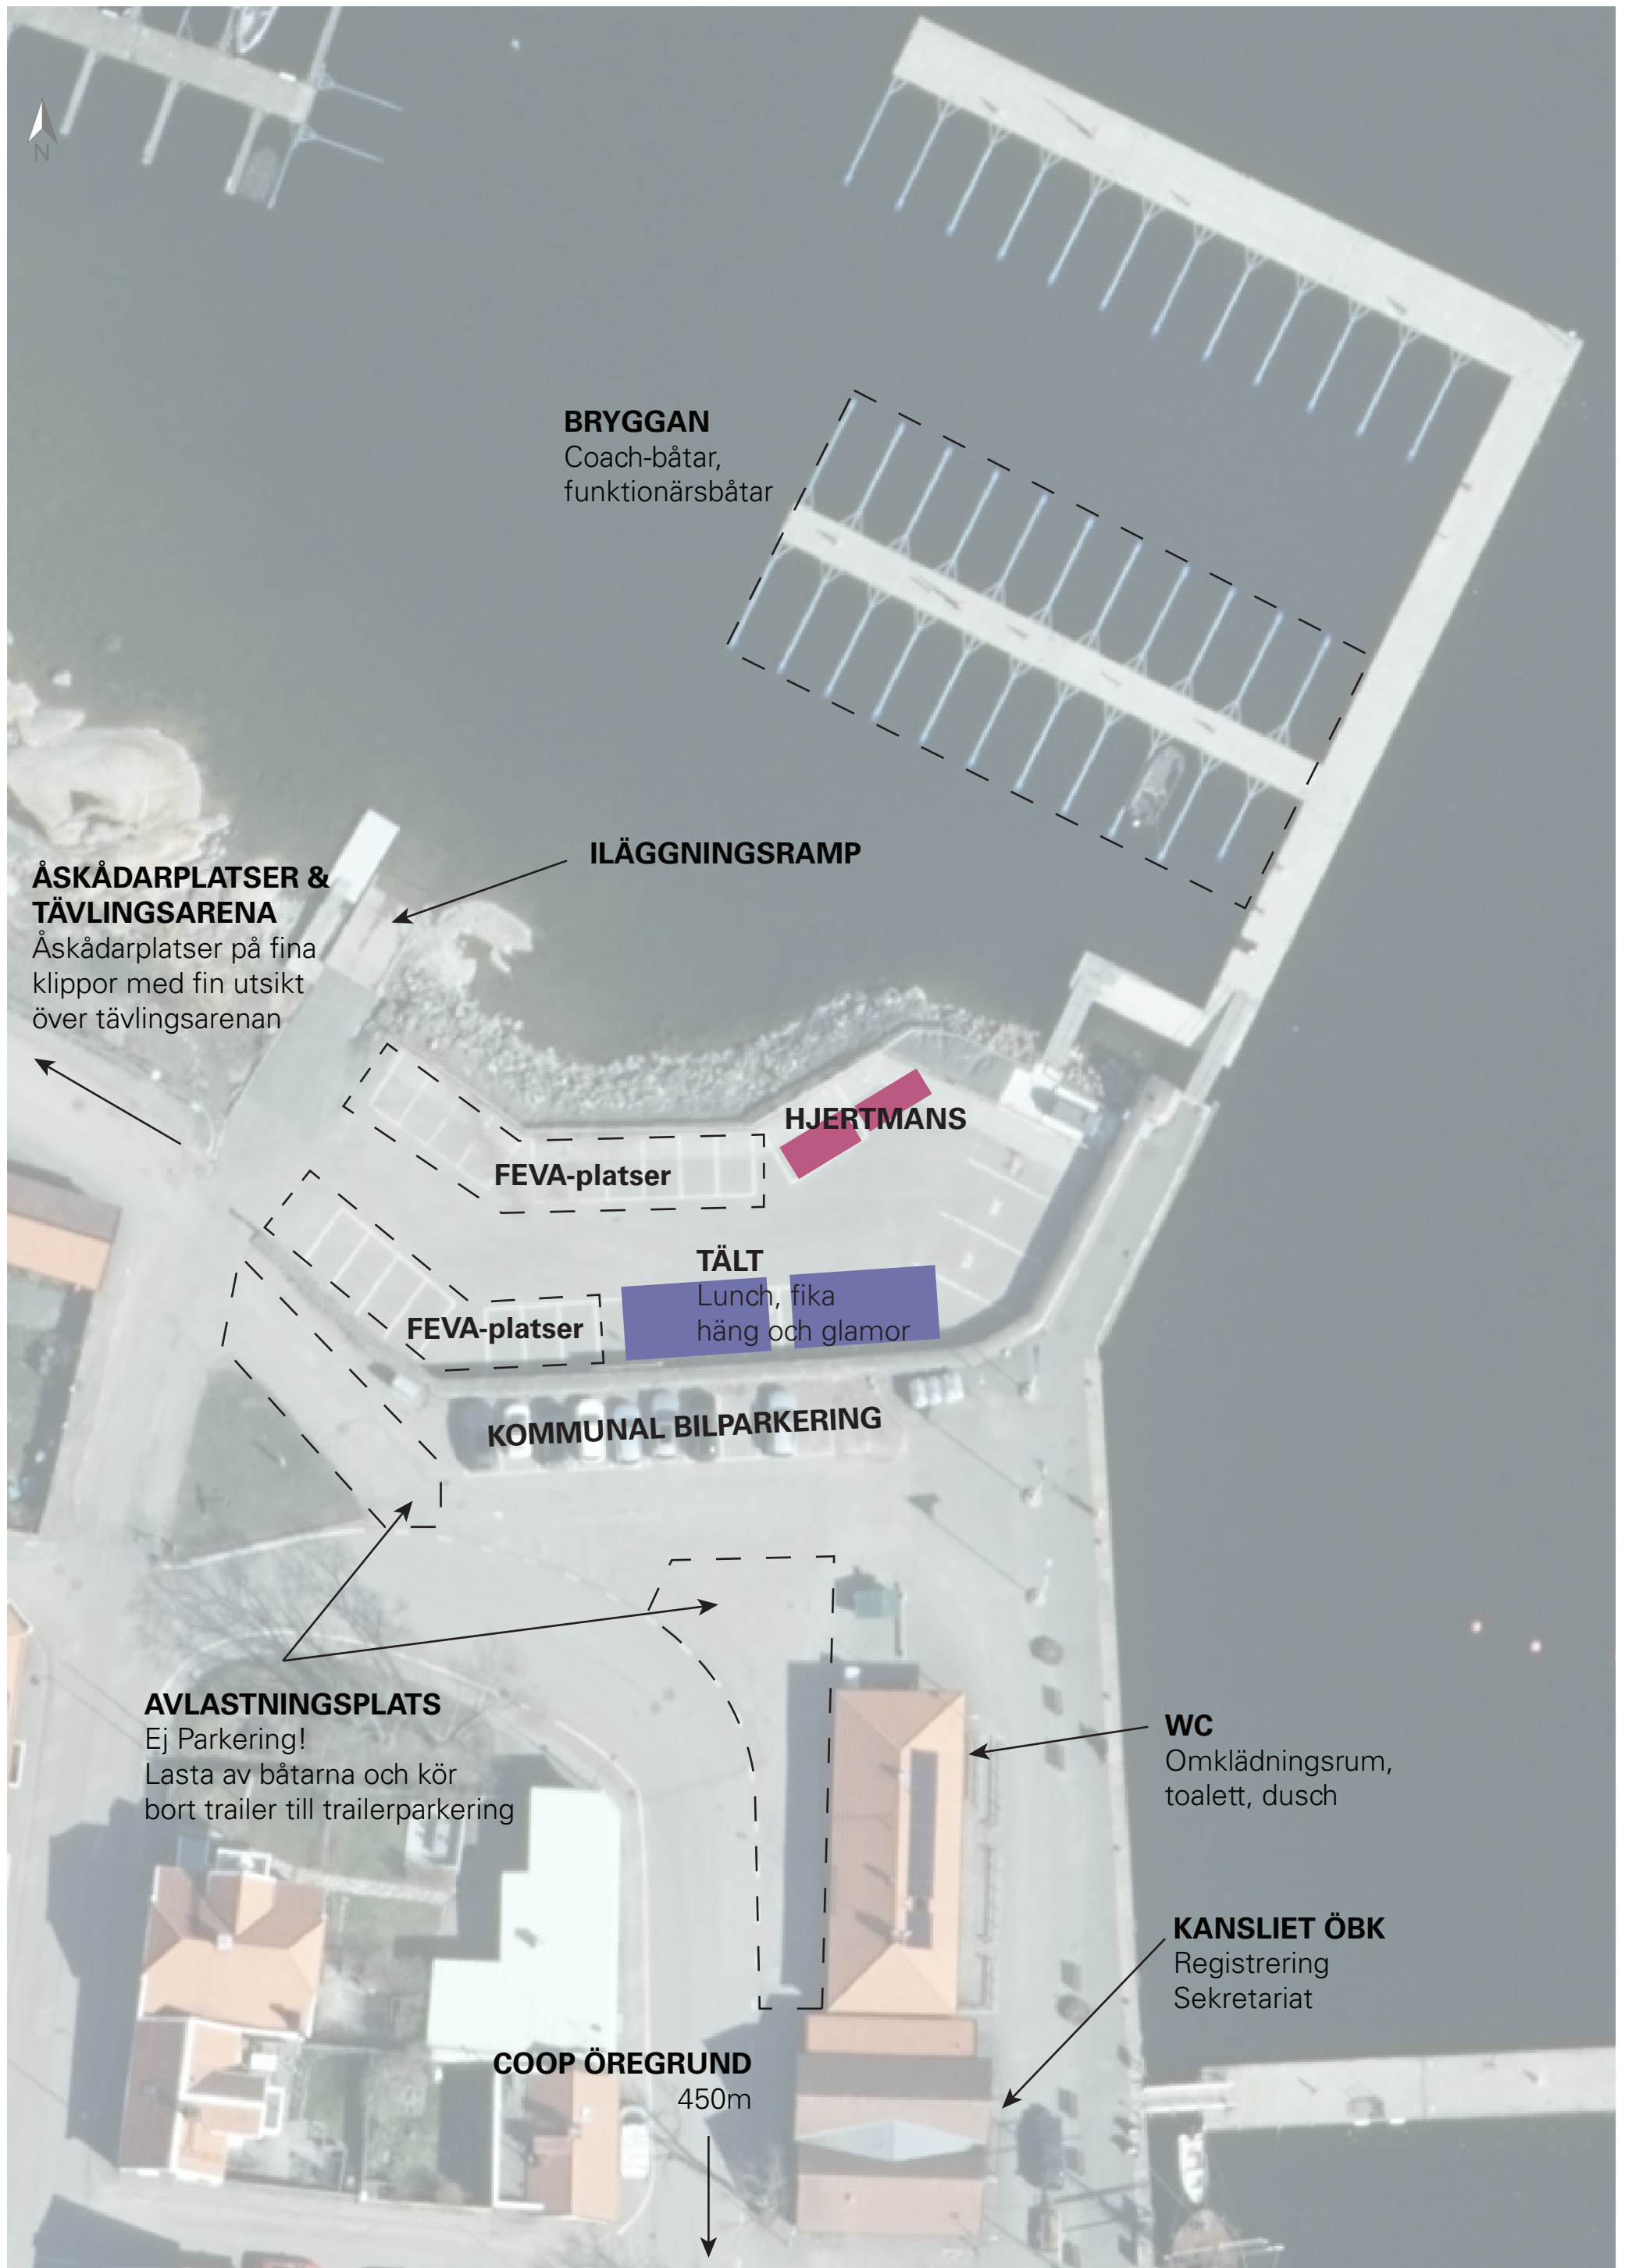 N
BRYGGAN
Coach-båtar,
funktionärsbåtar
ILÄGGNINGSRAMP
ÅSKÅDARPLATSER &
TÄVLINGSARENA
Åskådarplatser på fina
klippor med fin utsikt
över tävlingsarenan
HJERTMANS
FEVA-platser
TÄLT
Lunch, fika
häng och glamor
FEVA-platser
KOMMUNAL BILPARKERING
AVLASTNINGSPLATS
Ej Parkering!
Lasta av båtarna och kör
bort trailer till trailerparkering
WC
Omklädningsrum,
toalett, dusch
KANSLIET ÖBK
Registrering
Sekretariat
COOP ÖREGRUND
450m